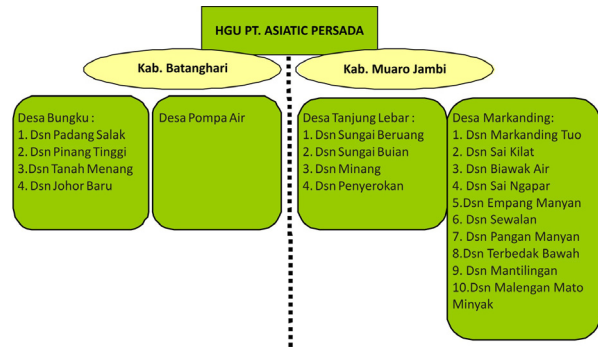 HGU PT. ASIATIC PERSADA
Kab. Batanghari
Kab. Muaro Jambi
Desa Bungku :
1. Dsn Padang Salak
2. Dsn Pinang Tinggi
3.Dsn Tanah Menang
4. Dsn Johor Baru
Desa Pompa Air
Desa Tanjung Lebar :
1. Dsn Sungai Beruang
2. Dsn Sungai Buian
3. Dsn Minang
4. Dsn Penyerokan
Desa Markanding:
1. Dsn Markanding Tuo
2. Dsn Sai Kilat
3. Dsn Biawak Air
4. Dsn Sai Ngapar
5.Dsn Empang Manyan
6. Dsn Sewalan
7. Dsn Pangan Manyan
8.Dsn Terbedak Bawah
9. Dsn Mantilingan
10.Dsn Malengan Mato
Minyak